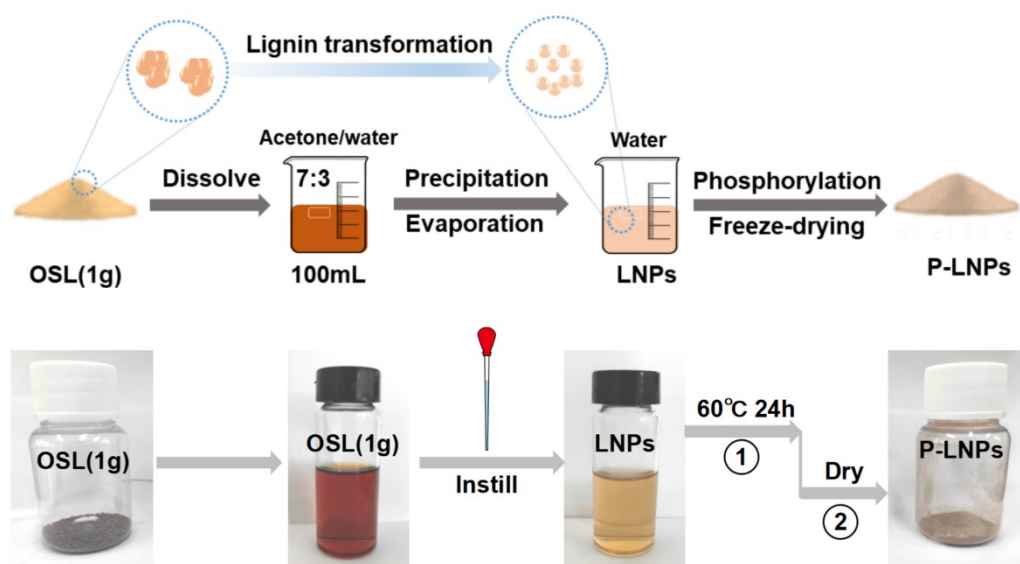 Lignin transformation
Acetone/water
7:3
Dissolve
Precipitation
Evaporation
Water
Phosphorylation
Freeze-drying
OSL(1g)
100mL
LNPs
P-LNPs
OSL(1g)
OSL(1g)
Instill
LNPs
60℃ 24h
1
Dry
2
P-LNPs